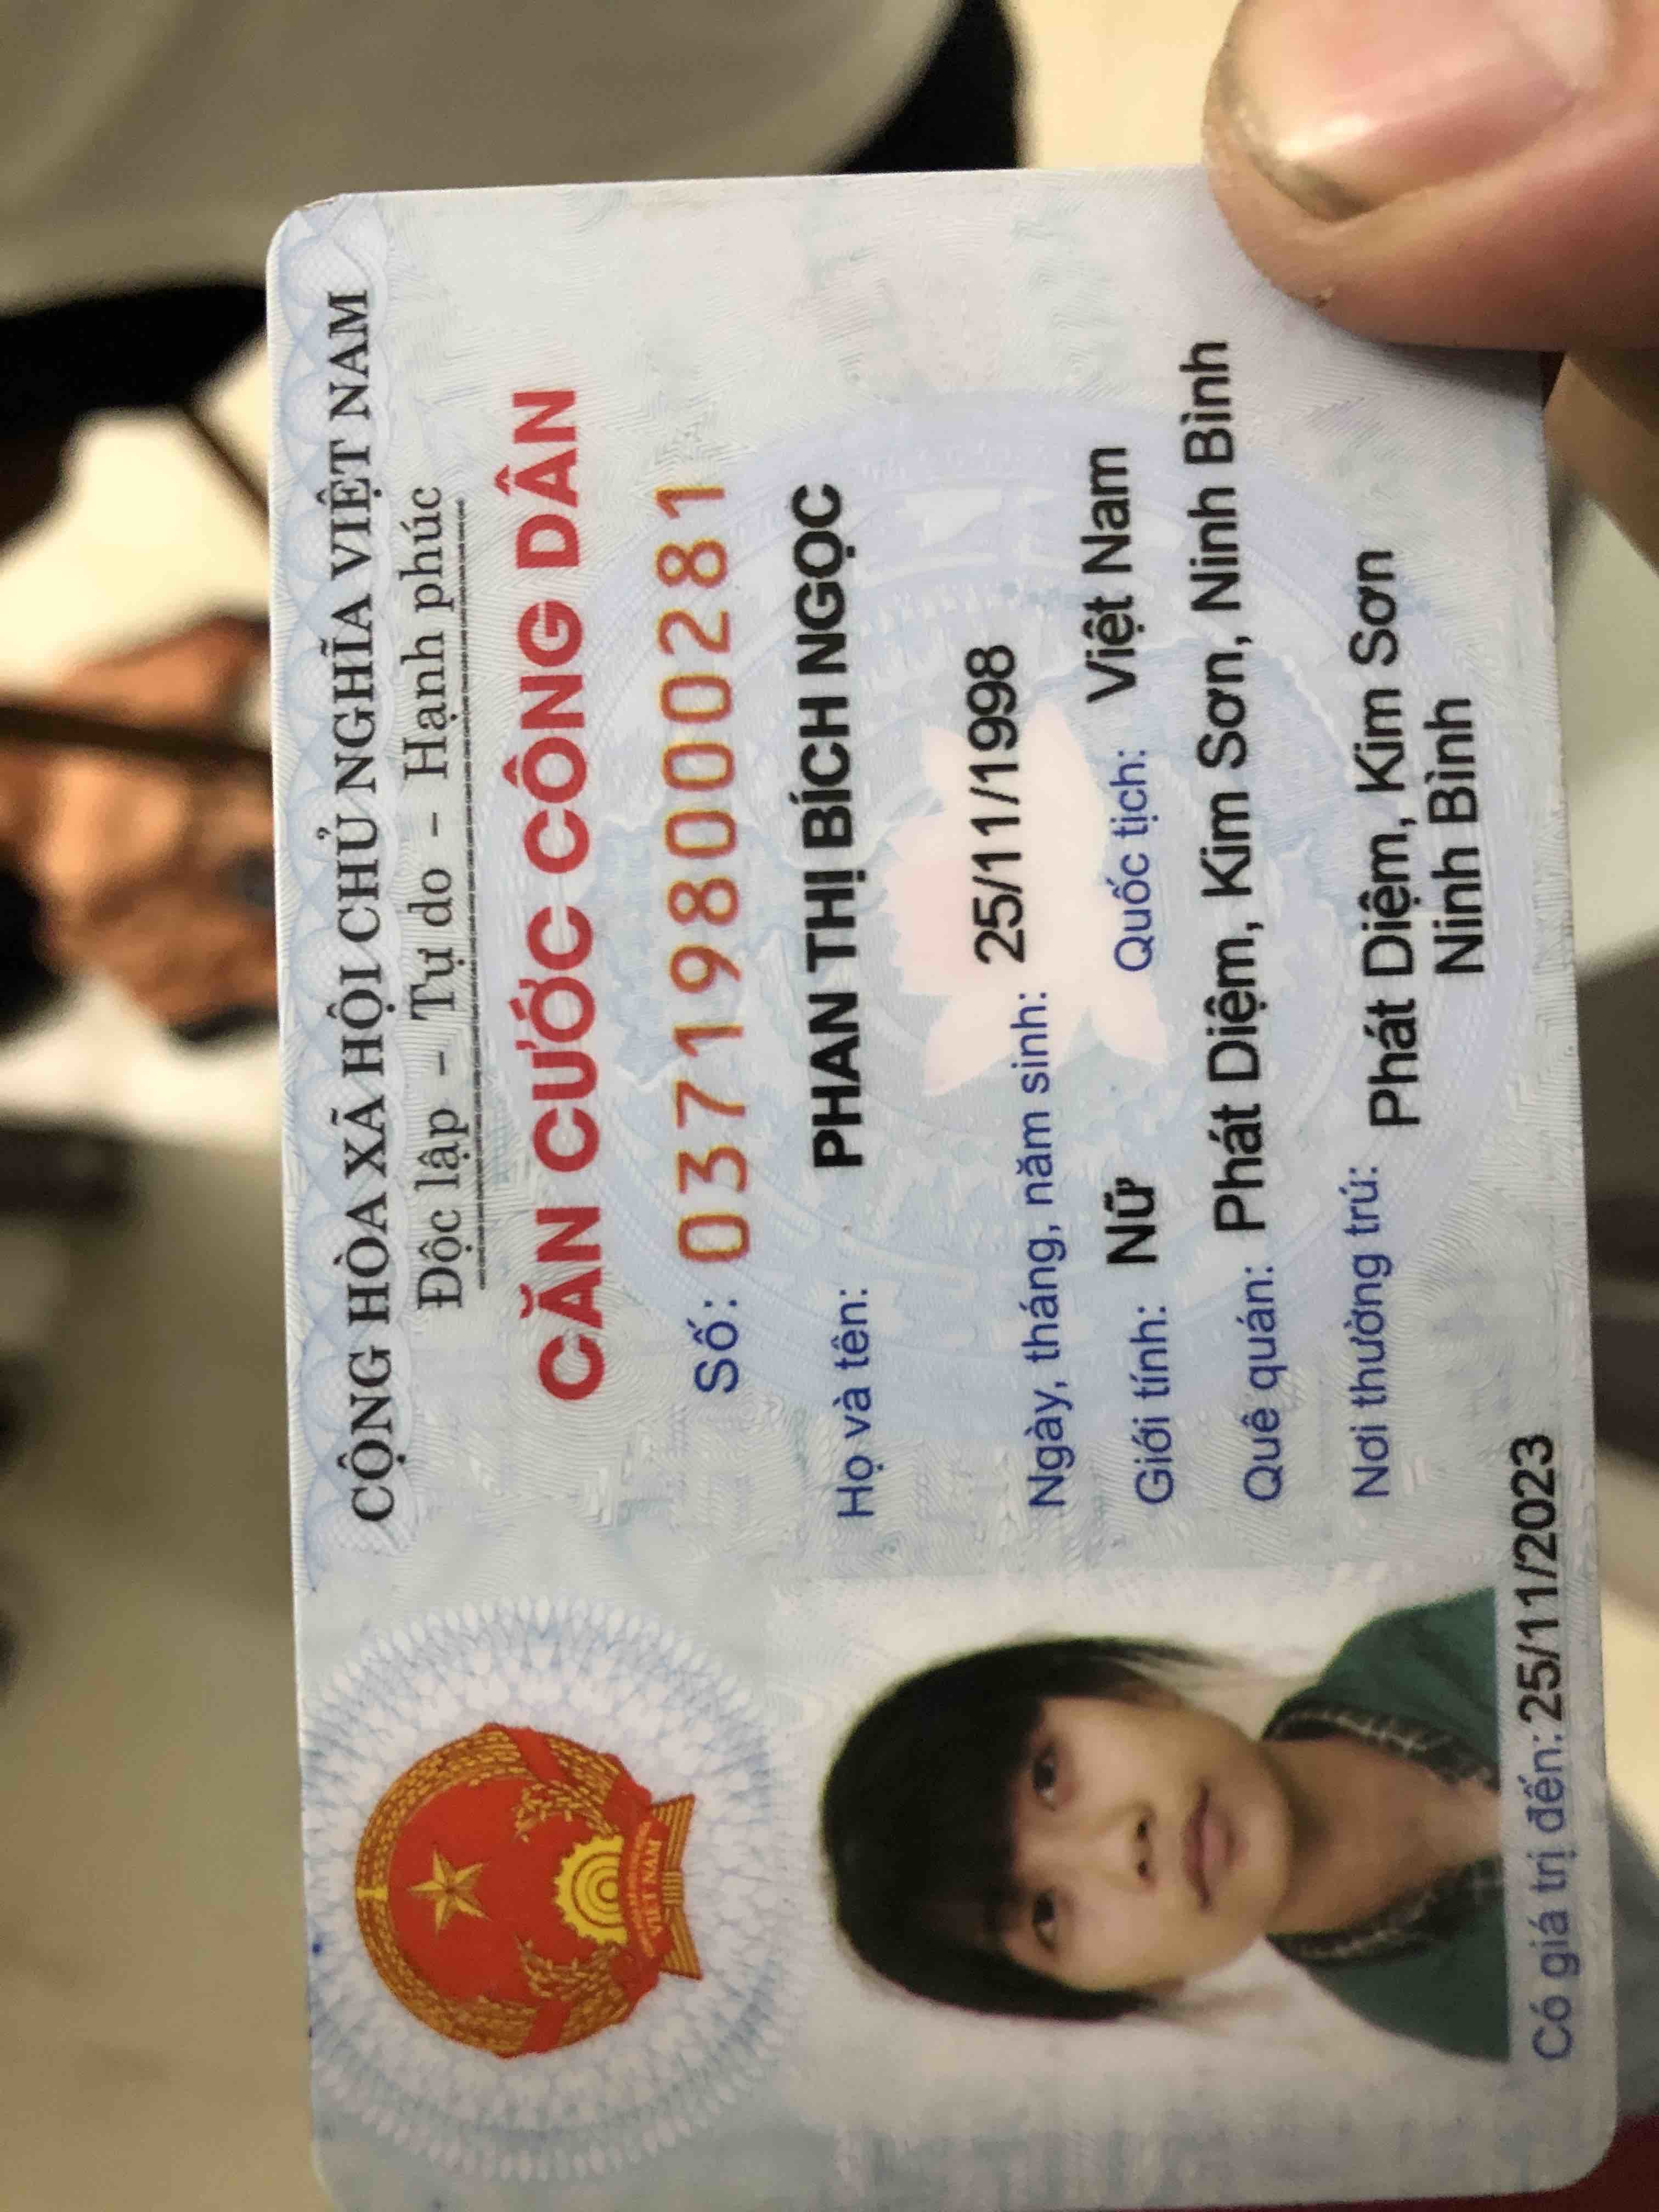 CỘNG HÒA XÃ HỘI CHỦ NGHĨA VIỆT NAM
Độc lập - Tự do - Hạnh phúc
CĂN CƯỚC CÔNG DÂN
Số: 037198000281
Họ và tên: PHAN THỊ BÍCH NGỌC
Ngày, tháng, năm sinh: 25/11/1998
Giới tính: Nữ Quốc tịch: Việt Nam
Quê quán: Phát Diệm, Kim Sơn, Ninh Bình
Nơi thường trú: Phát Diệm, Kim Sơn
Ninh Bình
Có giá trị đến: 25/11/2023
VIỆT NAM